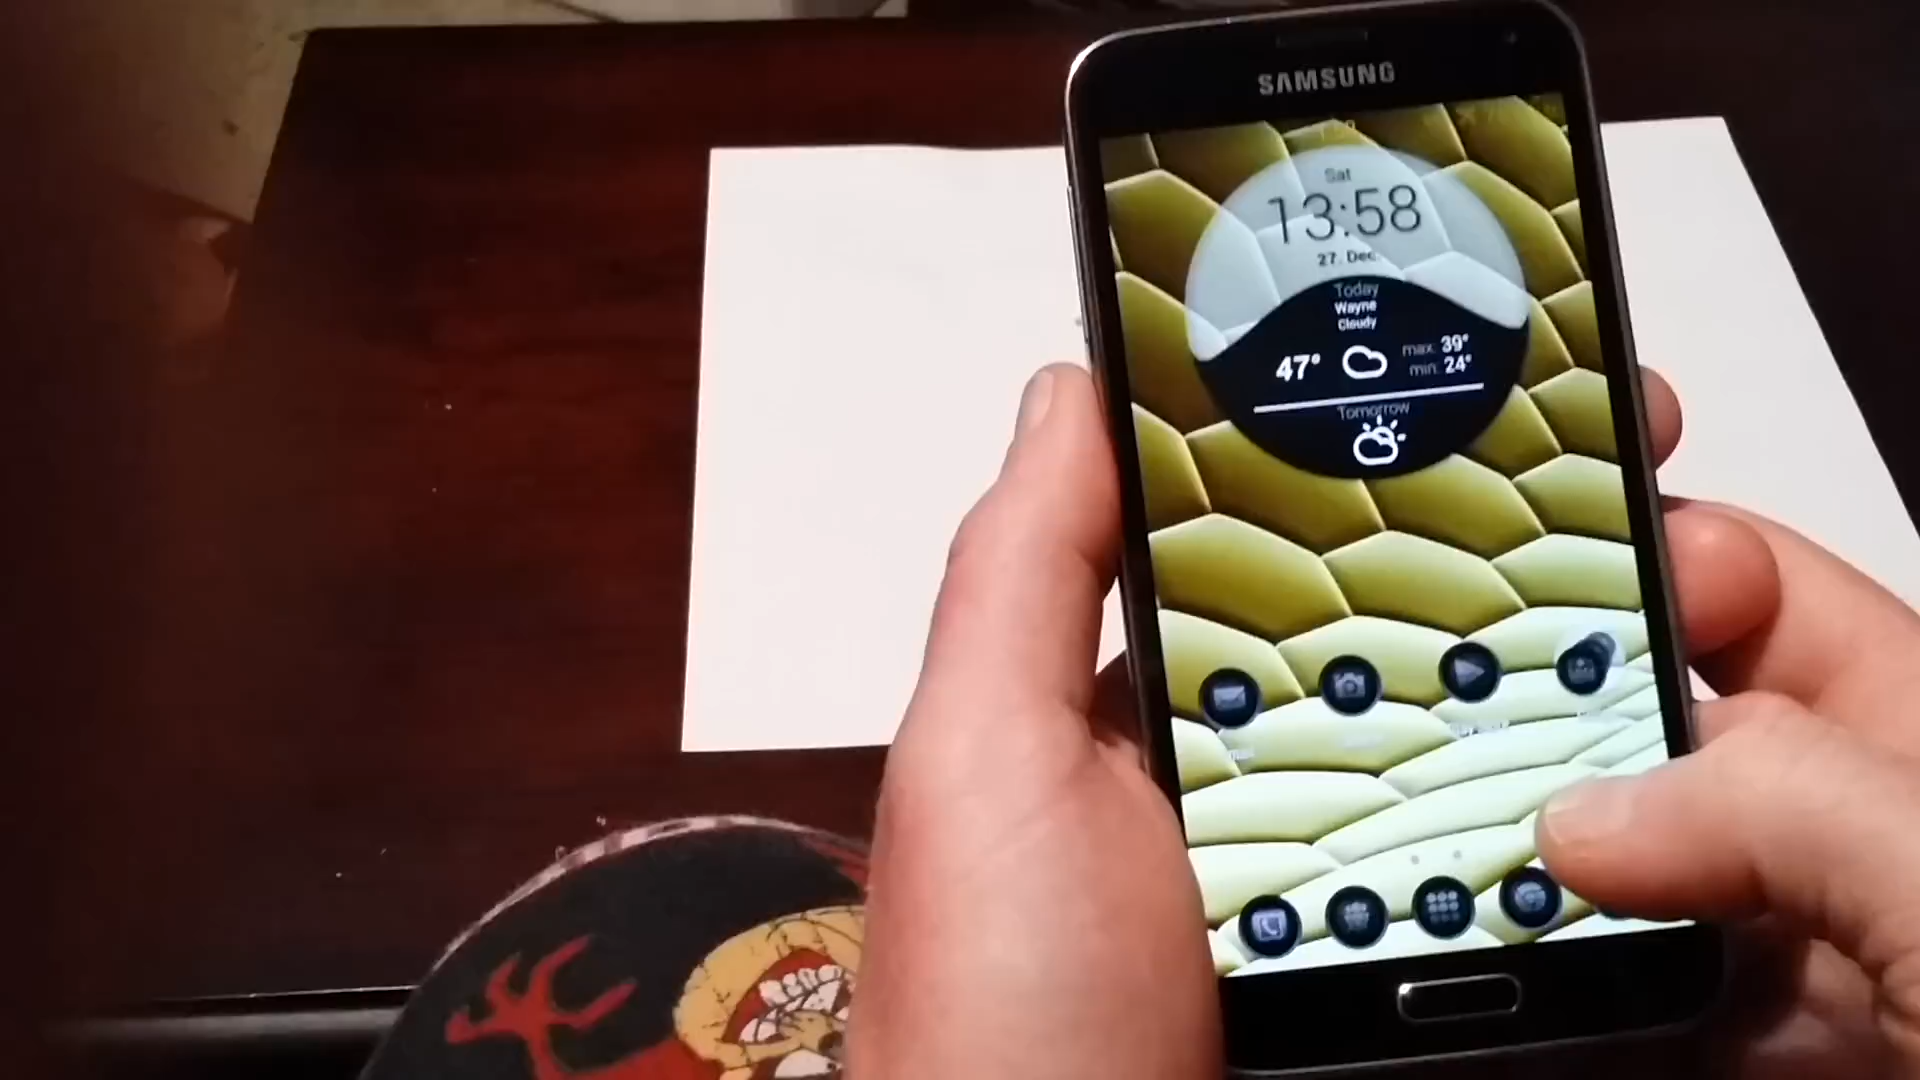 SAMSUNG
Sat
13:58
27. Dec.
Today
Wayne
Cloudy
47°
max: 39°
min: 24°
Tomorrow